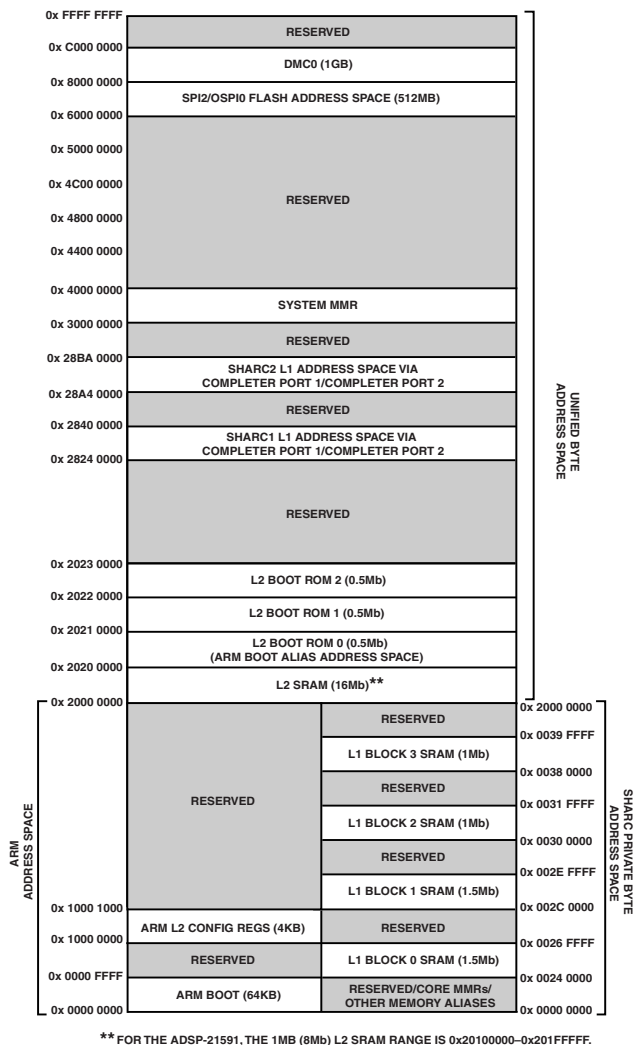 0x FFFF FFFF
RESERVED
0x C000 0000
DMC0 (1GB)
0x 8000 0000
SPI2/OSPI0 FLASH ADDRESS SPACE (512MB)
0x 6000 0000
0x 5000 0000
0x 4C00 0000
RESERVED
0x 4800 0000
0x 4400 0000
0x 4000 0000
SYSTEM MMR
0x 3000 0000
RESERVED
0x 28BA 0000
SHARC2 L1 ADDRESS SPACE VIA
COMPLETER PORT 1/COMPLETER PORT 2
0x 28A4 0000
RESERVED
0x 2840 0000
SHARC1 L1 ADDRESS SPACE VIA
COMPLETER PORT 1/COMPLETER PORT 2
0x 2824 0000
RESERVED
0x 2023 0000
L2 BOOT ROM 2 (0.5Mb)
0x 2022 0000
L2 BOOT ROM 1 (0.5Mb)
0x 2021 0000
L2 BOOT ROM 0 (0.5Mb)
(ARM BOOT ALIAS ADDRESS SPACE)
0x 2020 0000
L2 SRAM (16Mb)**
0x 2000 0000
UNIFIED BYTE
ADDRESS SPACE
ARM
ADDRESS SPACE
RESERVED
0x 1000 1000
ARM L2 CONFIG REGS (4KB)
0x 1000 0000
RESERVED
0x 0000 FFFF
ARM BOOT (64KB)
0x 0000 0000
0x 2000 0000
RESERVED
0x 0039 FFFF
L1 BLOCK 3 SRAM (1Mb)
0x 0038 0000
RESERVED
0x 0031 FFFF
L1 BLOCK 2 SRAM (1Mb)
0x 0030 0000
RESERVED
0x 002E FFFF
L1 BLOCK 1 SRAM (1.5Mb)
0x 002C 0000
RESERVED
0x 0026 FFFF
L1 BLOCK 0 SRAM (1.5Mb)
0x 0024 0000
RESERVED/CORE MMRs/
OTHER MEMORY ALIASES
0x 0000 0000
SHARC PRIVATE BYTE
ADDRESS SPACE
** FOR THE ADSP-21591, THE 1MB (8Mb) L2 SRAM RANGE IS 0x20100000–0x201FFFFF.